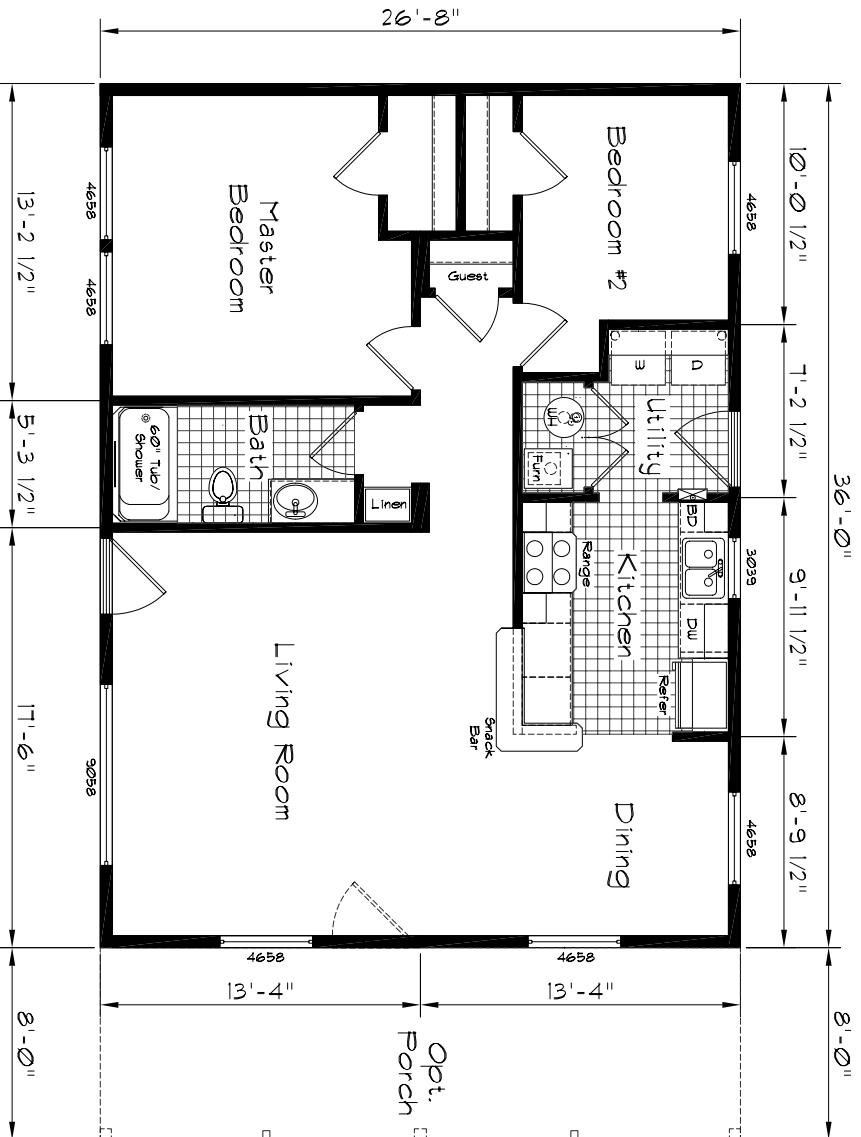 26'-8"
36'-0"
8'-0"
10'-0 1/2"
7'-2 1/2"
9'-11 1/2"
8'-9 1/2"
4658
3039
4658
Bedroom #2
Guest
Master
Bedroom
W
D
Utility
WH
Furn
Bath
60" Tub/
Shower
Linen
BD
Range
Kitchen
DW
Refer
Snack
Bar
Living Room
Dining
4658
4658
9058
13'-2 1/2"
5'-3 1/2"
17'-6"
8'-0"
4658
4658
13'-4"
13'-4"
Opt.
Porch